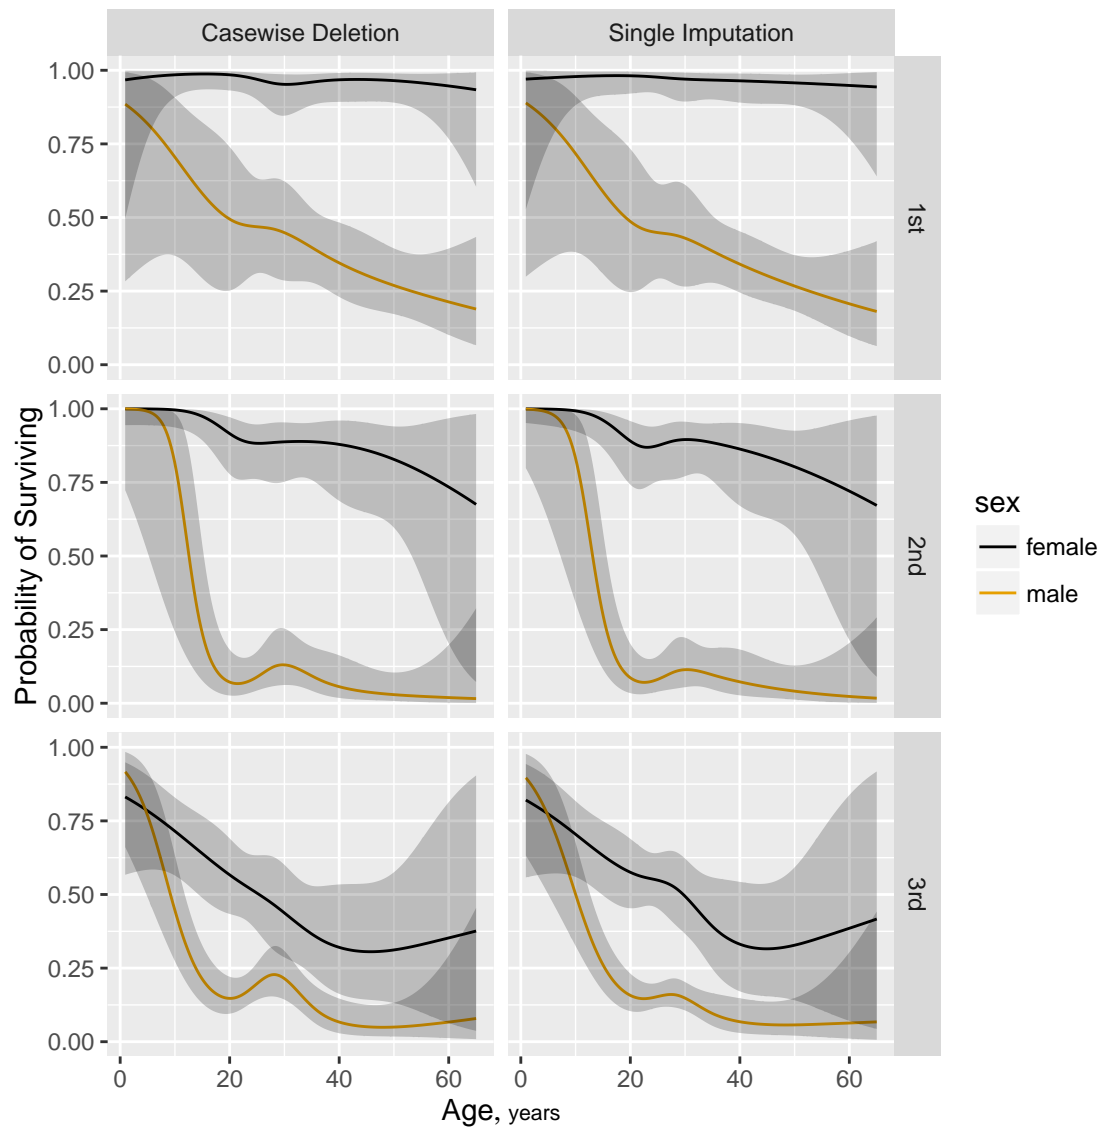 Casewise Deletion Single Imputation
1.00
0.75
0.50
0.25
0.00
1st
1.00
0.75
0.50
0.25
0.00
2nd
1.00
0.75
0.50
0.25
0.00
3rd
Probability of Surviving
0 20 40 60 0 20 40 60
Age, years
sex
female
male